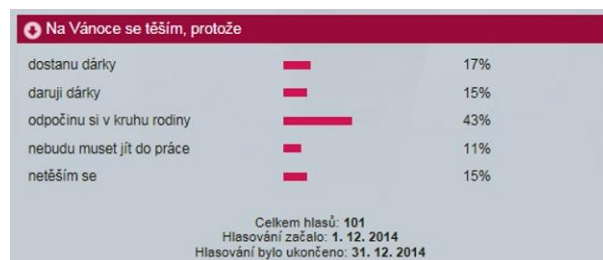 Na Vánoce se těším, protože
dostanu dárky 17%
daruji dárky 15%
odpočinu si v kruhu rodiny 43%
nebudu muset jít do práce 11%
netěším se 15%
Celkem hlasů: 101
Hlasování začalo: 1. 12. 2014
Hlasování bylo ukončeno: 31. 12. 2014